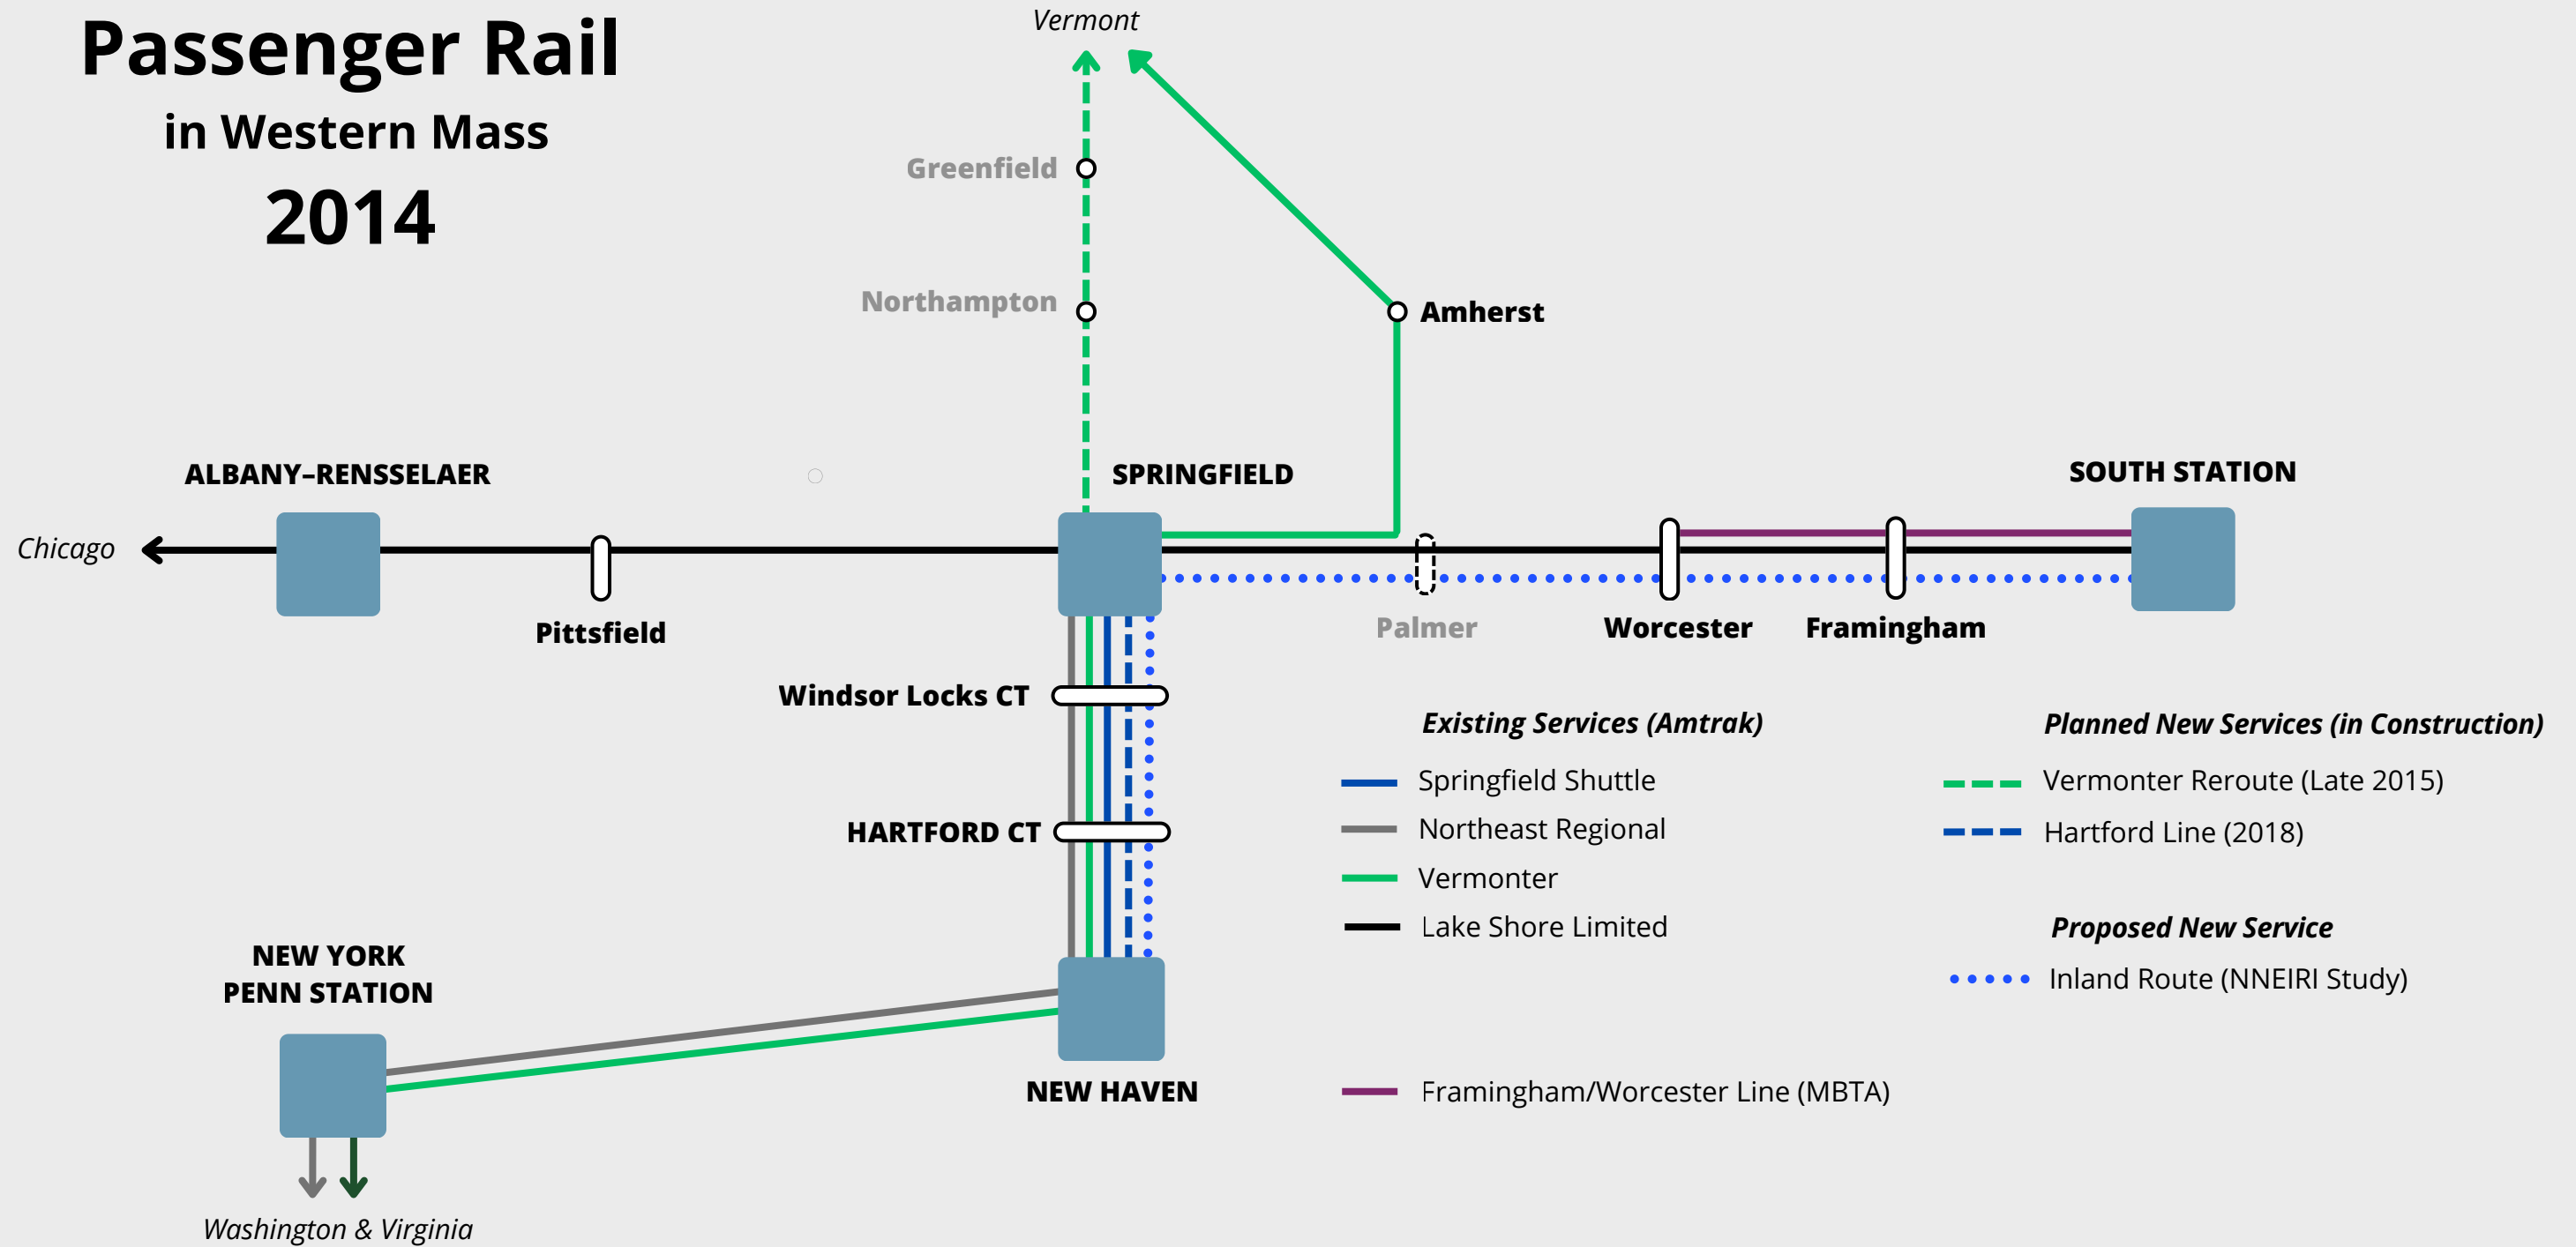 Passenger Rail
in Western Mass
2014
Vermont
Greenfield
Northampton
Amherst
ALBANY–RENSSELAER
SPRINGFIELD
SOUTH STATION
Chicago
Pittsfield
Palmer
Worcester
Framingham
Windsor Locks CT
HARTFORD CT
NEW YORK
PENN STATION
NEW HAVEN
Washington & Virginia
Existing Services (Amtrak)
Springfield Shuttle
Northeast Regional
Vermonter
Lake Shore Limited
Framingham/Worcester Line (MBTA)
Planned New Services (in Construction)
Vermonter Reroute (Late 2015)
Hartford Line (2018)
Proposed New Service
Inland Route (NNEIRI Study)